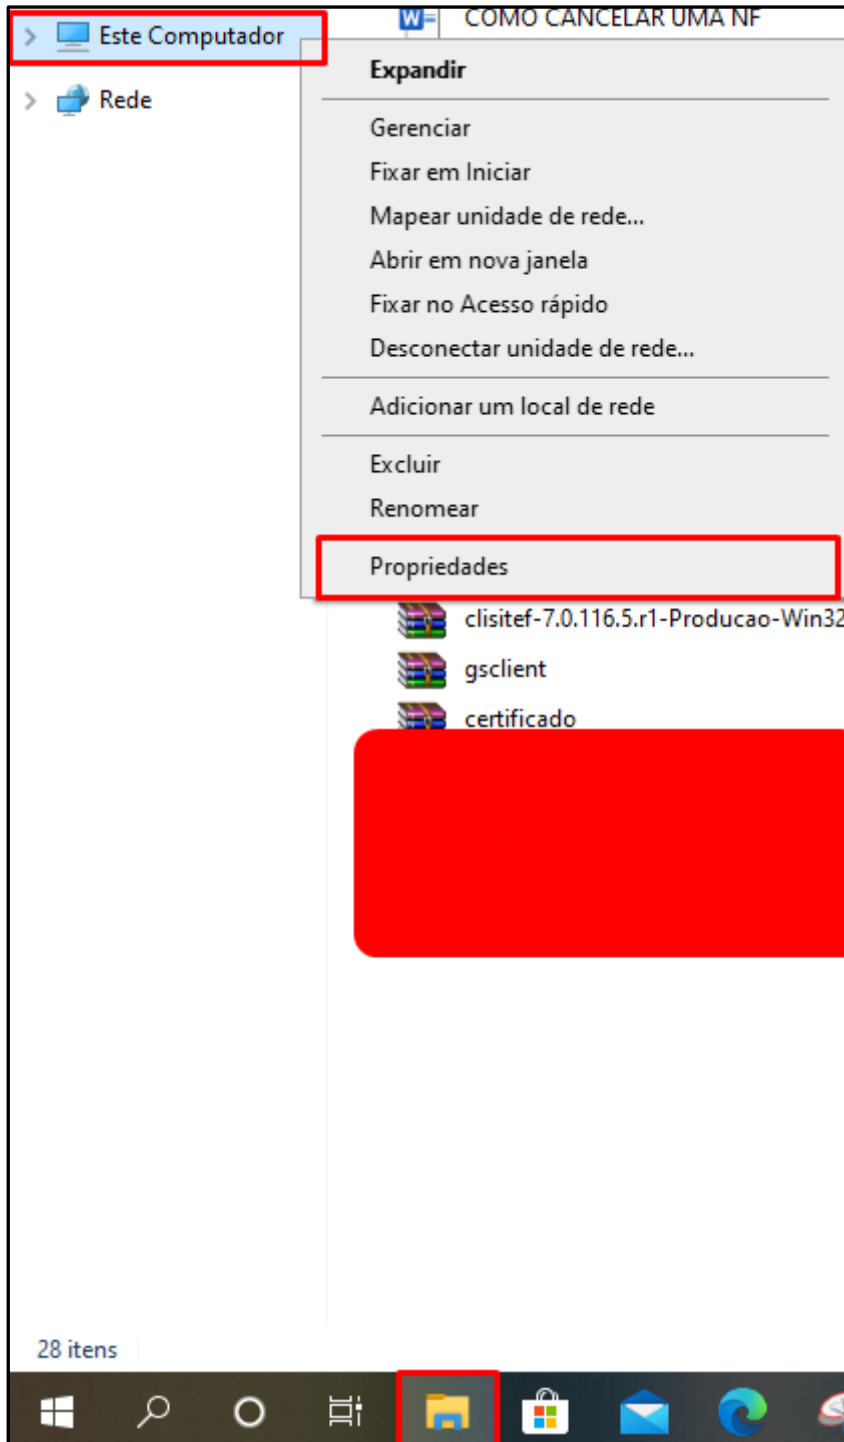 COMO CANCELAR UMA NF
Este Computador
Rede
Expandir
Gerenciar
Fixar em Iniciar
Mapear unidade de rede...
Abrir em nova janela
Fixar no Acesso rápido
Desconectar unidade de rede...
Adicionar um local de rede
Excluir
Renomear
Propriedades
clisitef-7.0.116.5.r1-Producao-Win32
gsclient
certificado
28 itens